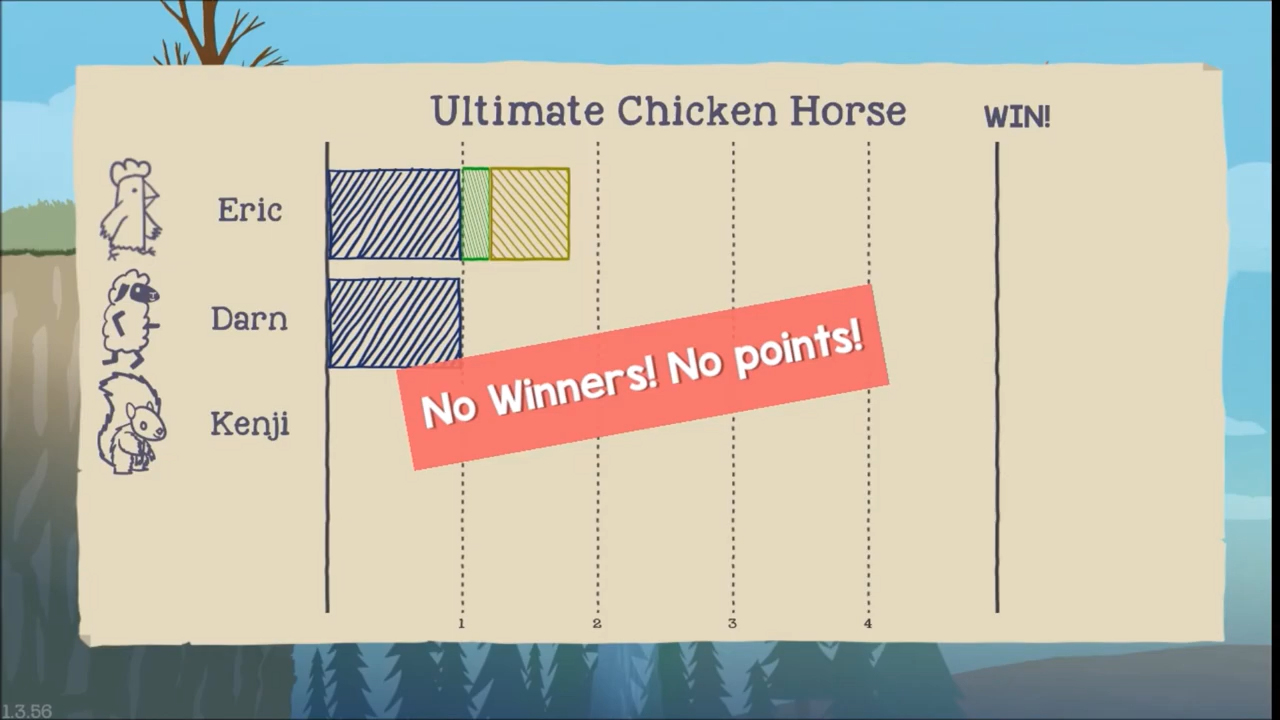 Ultimate Chicken Horse
WIN!
Eric
Darn
Kenji
No Winners! No points!
1 2 3 4
1.3.56